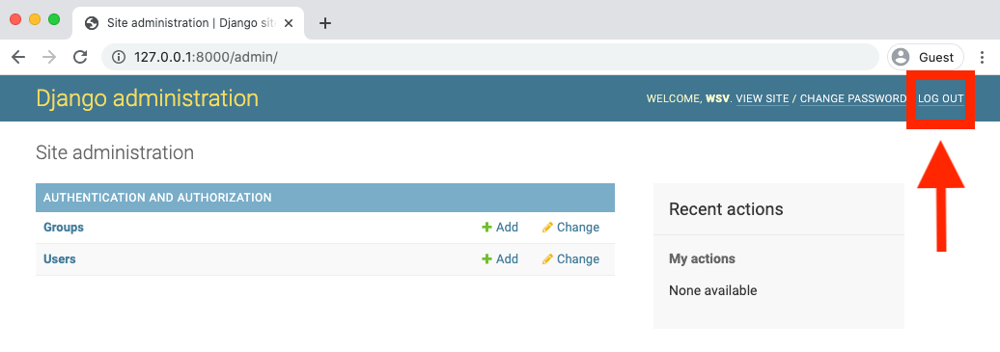 Site administration | Django sit
127.0.0.1:8000/admin/
Guest
Django administration
WELCOME, WSV. VIEW SITE / CHANGE PASSWORD LOG OUT
Site administration
AUTHENTICATION AND AUTHORIZATION
Groups Add Change
Users Add Change
Recent actions
My actions
None available